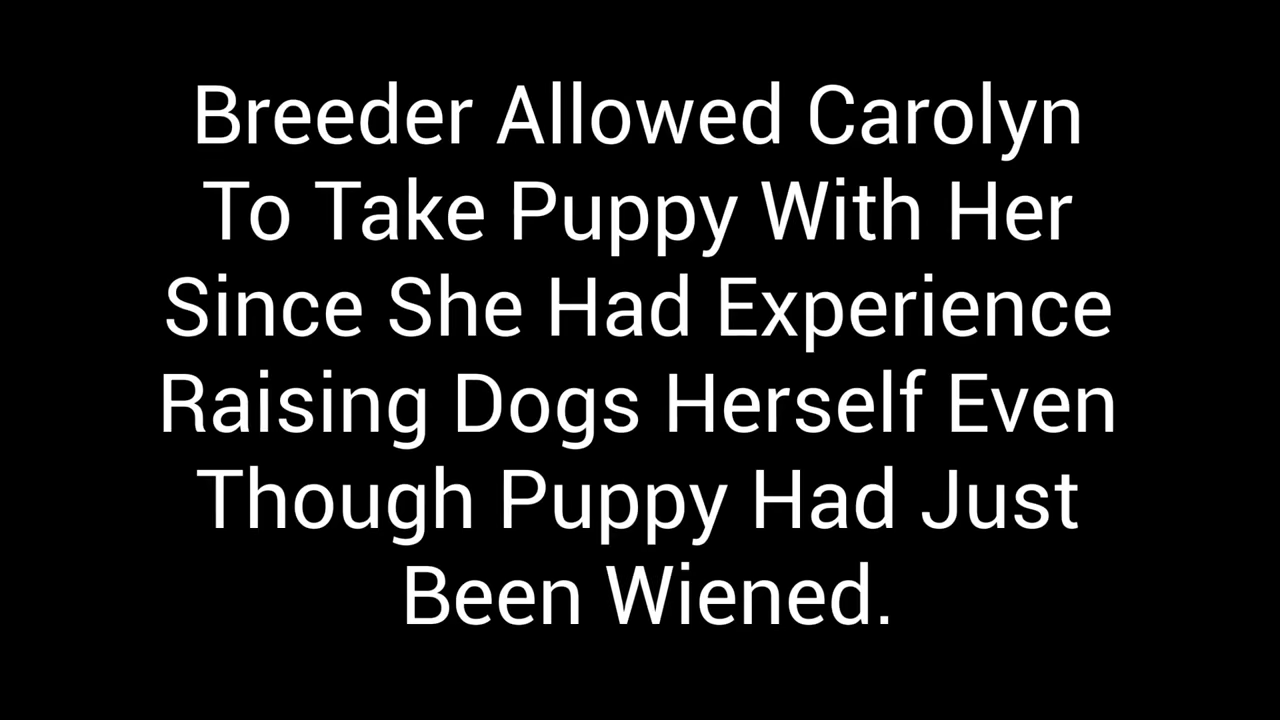 Breeder Allowed Carolyn
To Take Puppy With Her
Since She Had Experience
Raising Dogs Herself Even
Though Puppy Had Just
Been Wiened.